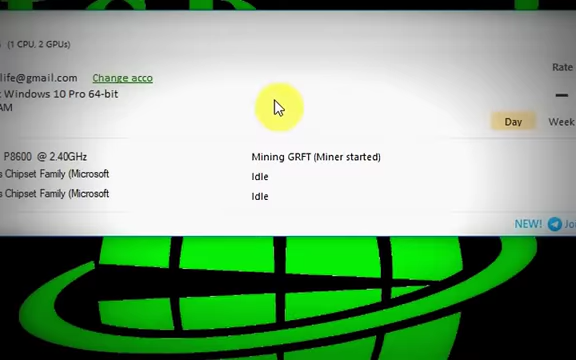 (1 CPU, 2 GPUs)
life@gmail.com Change acco
Rate
: Windows 10 Pro 64-bit
AM
Day Week
P8600 @ 2.40GHz Mining GRFT (Miner started)
s Chipset Family (Microsoft Idle
s Chipset Family (Microsoft Idle
NEW! Joi